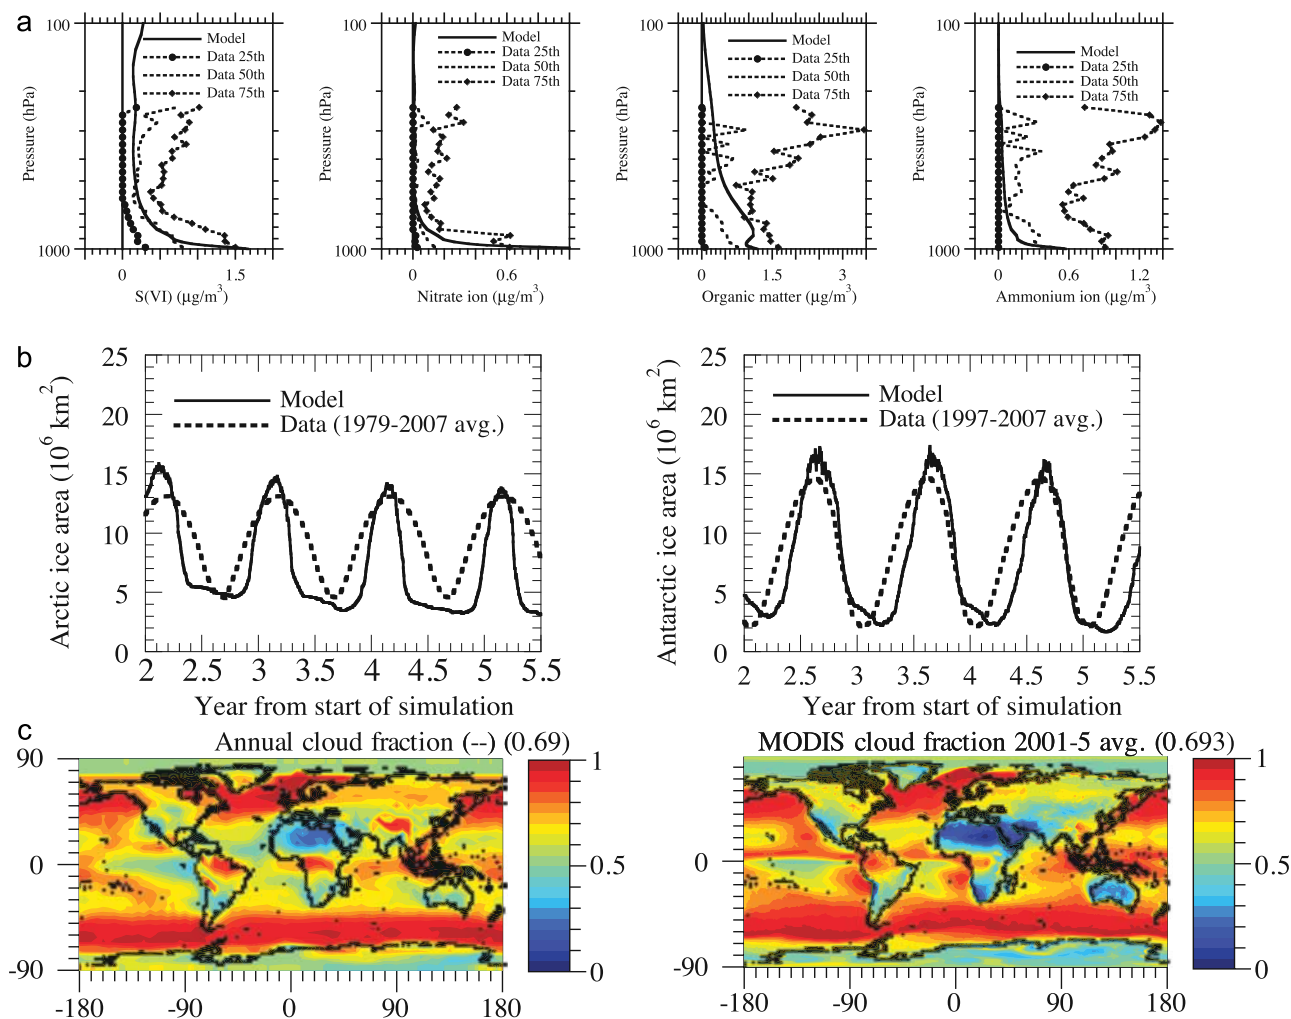 a
100
1000
Pressure (hPa)
Model
Data 25th
Data 50th
Data 75th
0
1.5
S(VI) (μg/m³)
100
1000
Pressure (hPa)
Model
Data 25th
Data 50th
Data 75th
0
0.6
Nitrate ion (μg/m³)
100
1000
Pressure (hPa)
Model
Data 25th
Data 50th
Data 75th
0
1.5
3
Organic matter (μg/m³)
100
1000
Pressure (hPa)
Model
Data 25th
Data 50th
Data 75th
0
0.6
1.2
Ammonium ion (μg/m³)
b
25
20
15
10
5
0
Arctic ice area (10⁶ km²)
Model
Data (1979-2007 avg.)
2 2.5 3 3.5 4 4.5 5 5.5
Year from start of simulation
25
20
15
10
5
0
Antarctic ice area (10⁶ km²)
Model
Data (1997-2007 avg.)
2 2.5 3 3.5 4 4.5 5 5.5
Year from start of simulation
c
Annual cloud fraction (--) (0.69)
90
0
-90
-180 -90 0 90 180
1
0.5
0
MODIS cloud fraction 2001-5 avg. (0.693)
90
0
-90
-180 -90 0 90 180
1
0.5
0